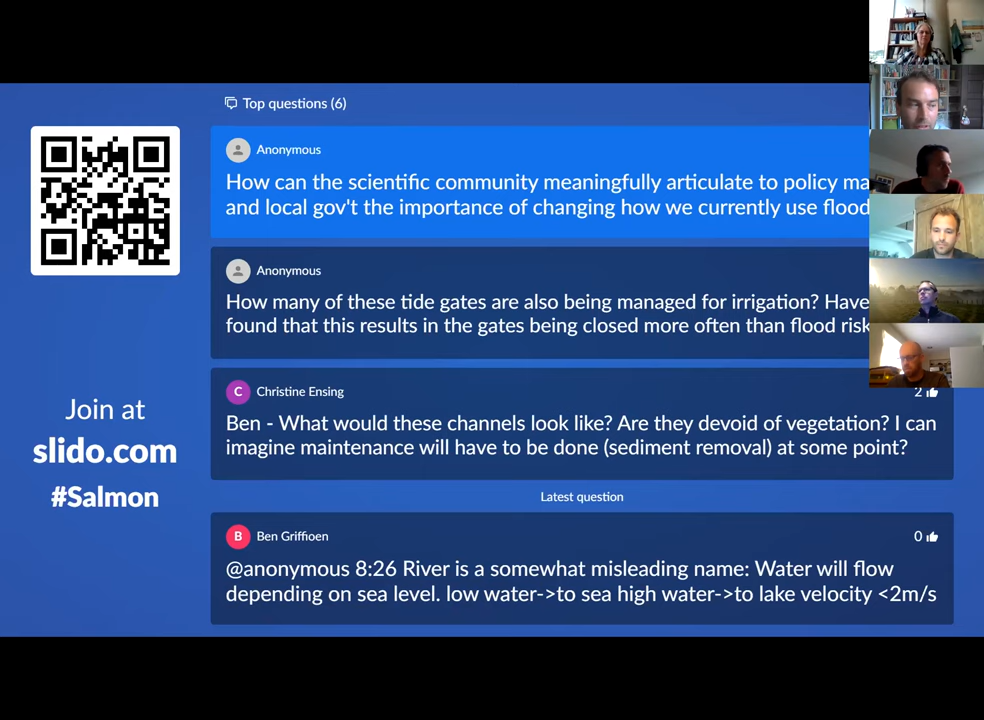 Top questions (6)
Anonymous
How can the scientific community meaningfully articulate to policy ma
and local gov't the importance of changing how we currently use flood
Anonymous
How many of these tide gates are also being managed for irrigation? Have
found that this results in the gates being closed more often than flood risk
C Christine Ensing
2
Ben - What would these channels look like? Are they devoid of vegetation? I can
imagine maintenance will have to be done (sediment removal) at some point?
Latest question
B Ben Griffioen
0
@anonymous 8:26 River is a somewhat misleading name: Water will flow
depending on sea level. low water->to sea high water->to lake velocity <2m/s
Join at
slido.com
#Salmon